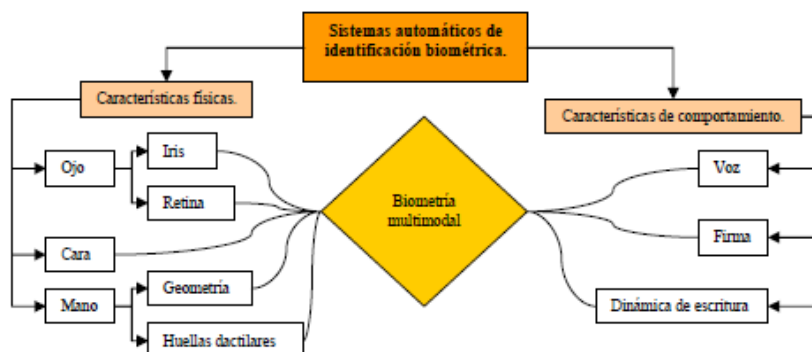 Sistemas automáticos de
identificación biométrica.
Características físicas.
Características de comportamiento.
Ojo
Iris
Retina
Cara
Mano
Geometría
Huellas dactilares
Biometría
multimodal
Voz
Firma
Dinámica de escritura